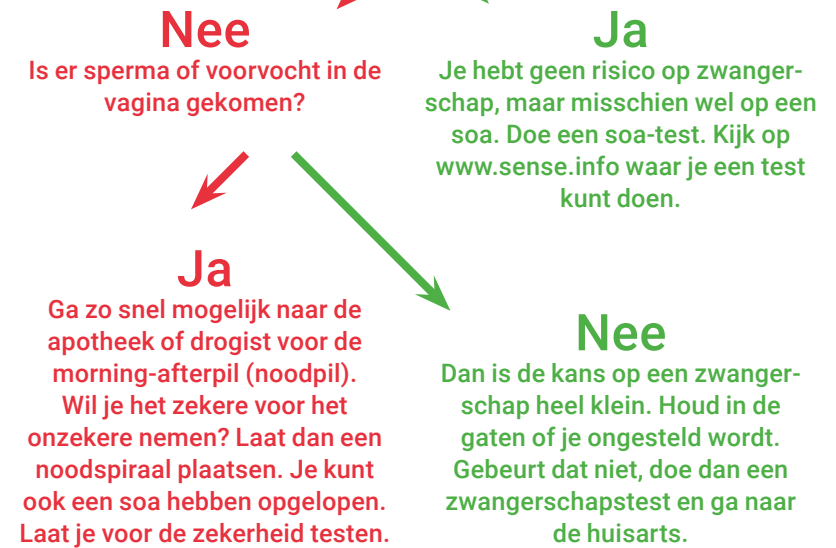 Nee
Is er sperma of voorvocht in de
vagina gekomen?
Ja
Je hebt geen risico op zwanger-
schap, maar misschien wel op een
soa. Doe een soa-test. Kijk op
www.sense.info waar je een test
kunt doen.
Ja
Ga zo snel mogelijk naar de
apotheek of drogist voor de
morning-afterpil (noodpil).
Wil je het zekere voor het
onzekere nemen? Laat dan een
noodspiraal plaatsen. Je kunt
ook een soa hebben opgelopen.
Laat je voor de zekerheid testen.
Nee
Dan is de kans op een zwanger-
schap heel klein. Houd in de
gaten of je ongesteld wordt.
Gebeurt dat niet, doe dan een
zwangerschapstest en ga naar
de huisarts.